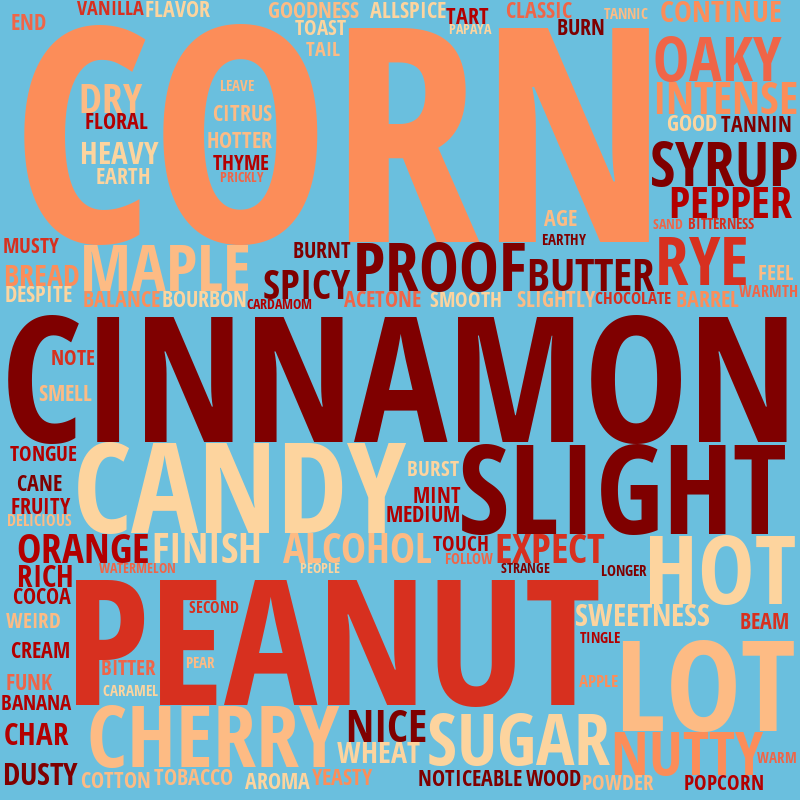 END
VANILLA
FLAVOR
GOODNESS
ALLSPICE
TART
CLASSIC
TANNIC
CONTINUE
TOAST
PAPAYA
BURN
TAIL
CORN
OAKY
DRY
LEAVE
INTENSE
FLORAL
CITRUS
GOOD
TANNIN
HEAVY
HOTTER
SYRUP
THYME
EARTH
PRICKLY
PEPPER
AGE
SAND
BITTERNESS
MUSTY
BURNT
EARTHY
MAPLE
PROOF
RYE
BREAD
SPICY
BUTTER
FEEL
DESPITE
BALANCE
BOURBON
CARDAMOM
ACETONE
SMOOTH
SLIGHTLY
CHOCOLATE
BARREL
WARMTH
CINNAMON
NOTE
SMELL
TONGUE
CANDY
BURST
SLIGHT
CANE
MINT
FRUITY
MEDIUM
DELICIOUS
ORANGE
FINISH
ALCOHOL
TOUCH
EXPECT
FOLLOW
HOT
RICH
WATERMELON
PEOPLE
STRANGE
LONGER
COCOA
PEANUT
SECOND
SWEETNESS
WEIRD
BEAM
TINGLE
CREAM
BITTER
PEAR
LOT
FUNK
CARAMEL
APPLE
BANANA
CHERRY
NICE
SUGAR
CHAR
WHEAT
NUTTY
WARM
DUSTY
COTTON
TOBACCO
AROMA
YEASTY
NOTICEABLE
WOOD
POWDER
POPCORN